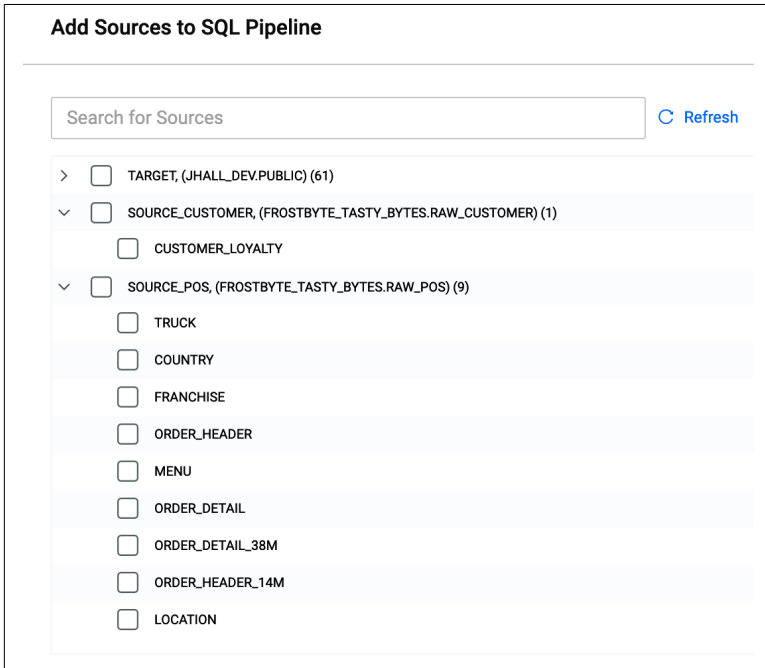 Add Sources to SQL Pipeline
Search for Sources
Refresh
TARGET, (JHALL_DEV.PUBLIC) (61)
SOURCE_CUSTOMER, (FROSTBYTE_TASTY_BYTES.RAW_CUSTOMER) (1)
CUSTOMER_LOYALTY
SOURCE_POS, (FROSTBYTE_TASTY_BYTES.RAW_POS) (9)
TRUCK
COUNTRY
FRANCHISE
ORDER_HEADER
MENU
ORDER_DETAIL
ORDER_DETAIL_38M
ORDER_HEADER_14M
LOCATION